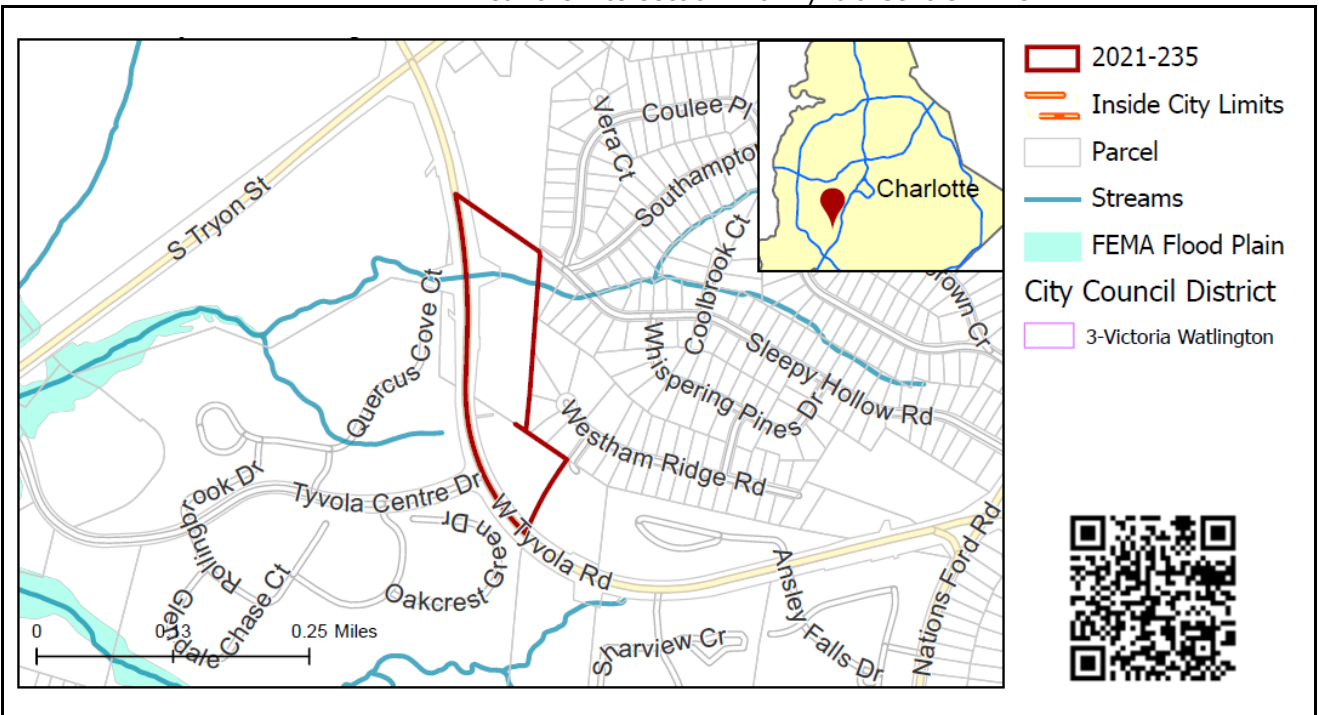 S Tryon St
Vera Ct
Coulee Pl
Southampto
Charlotte
Coolbrook Ct
rown Cr
Quercus Cove Ct
Whispering Pines Dr
Sleepy Hollow Rd
Westham Ridge Rd
Rollingbrook Dr
Tyvola Centre Dr
W Tyvola Rd
Oakcrest Green Dr
Glendale Chase Ct
Ansley Falls Dr
Nations Ford Rd
Sharview Cr
0 0.13 0.25 Miles
2021-235
Inside City Limits
Parcel
Streams
FEMA Flood Plain
City Council District
3-Victoria Watlington